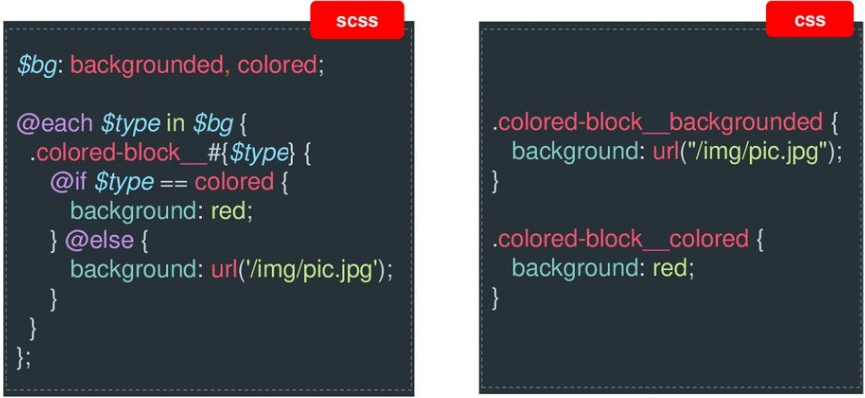 scss
$bg: backgrounded, colored;
@each $type in $bg {
.colored-block__#{$type} {
@if $type == colored {
background: red;
} @else {
background: url('/img/pic.jpg');
}
}
};
css
.colored-block__backgrounded {
background: url("/img/pic.jpg");
}
.colored-block__colored {
background: red;
}